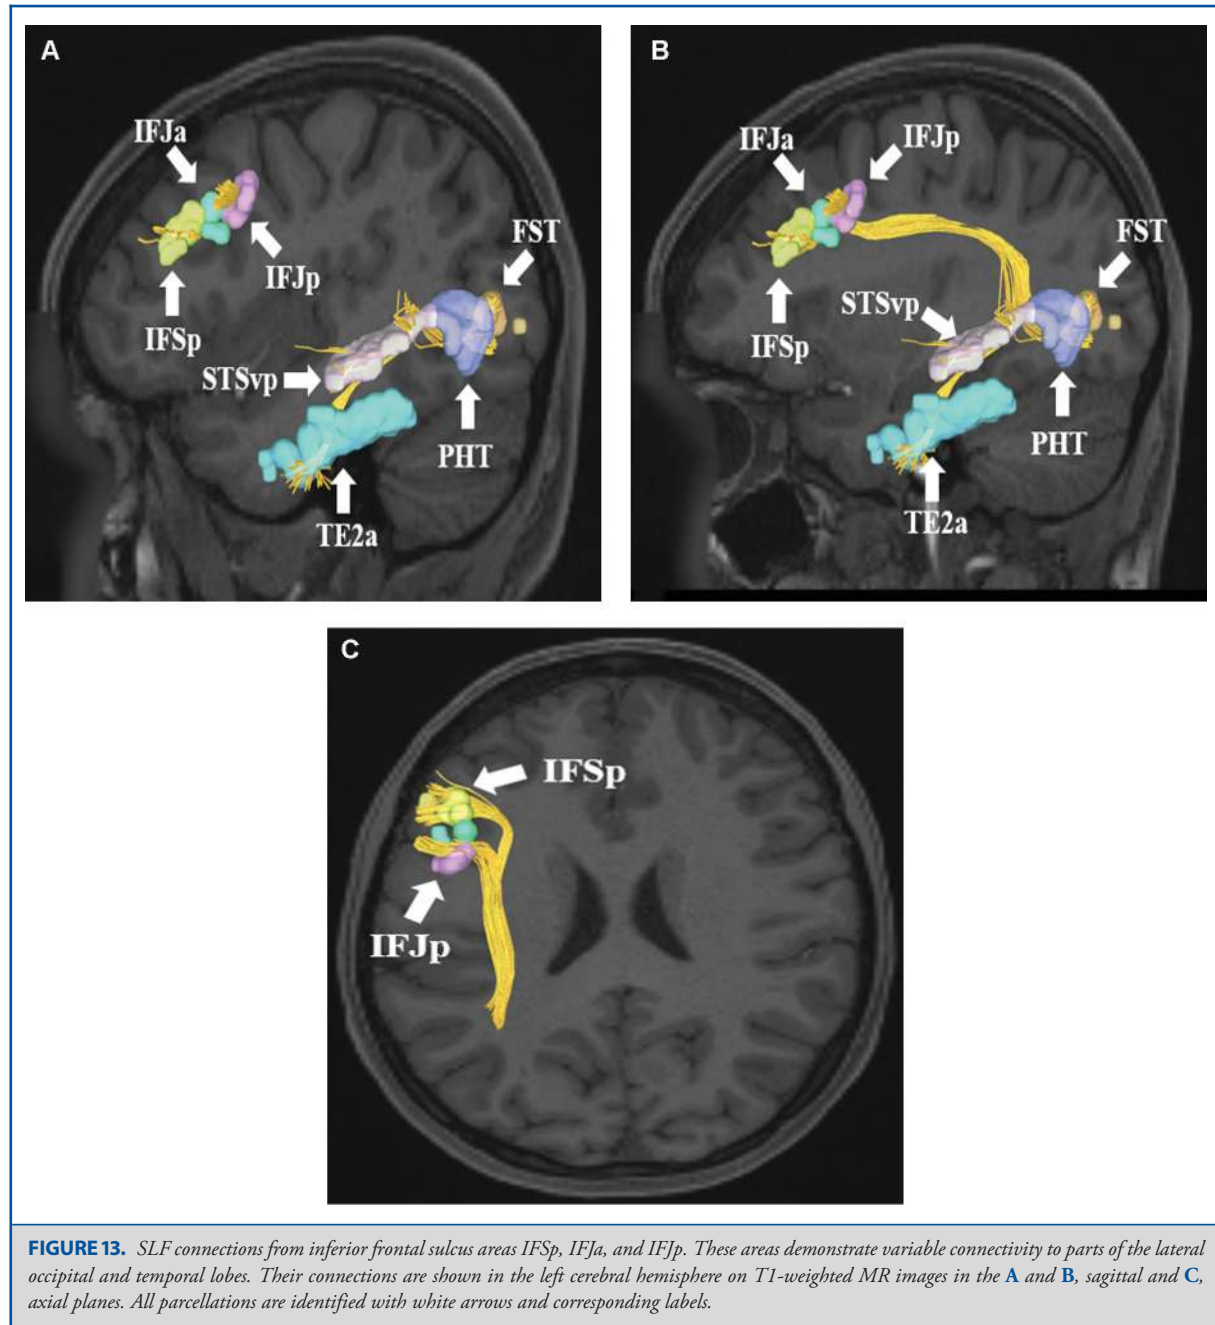 A
IFJa
IFJp
IFSp
STSvp
FST
PHT
TE2a
B
IFJa
IFJp
IFSp
STSvp
FST
PHT
TE2a
C
IFSp
IFJp
FIGURE 13. SLF connections from inferior frontal sulcus areas IFSp, IFJa, and IFJp. These areas demonstrate variable connectivity to parts of the lateral
occipital and temporal lobes. Their connections are shown in the left cerebral hemisphere on T1-weighted MR images in the A and B, sagittal and C,
axial planes. All parcellations are identified with white arrows and corresponding labels.